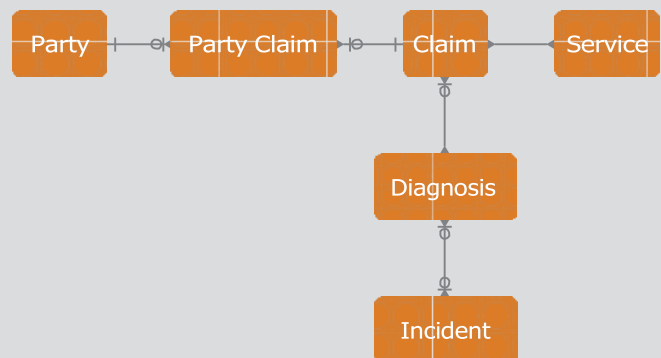 Party
Party Claim
Claim
Service
Diagnosis
Incident